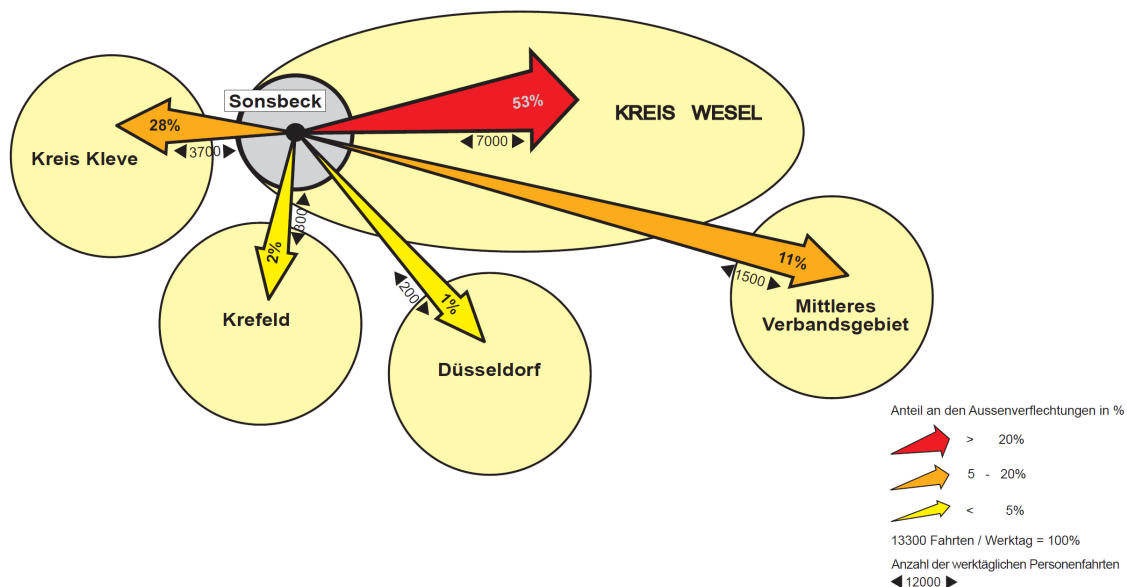 Sonsbeck
53%
KREIS WESEL
7000
28%
3700
Kreis Kleve
300
2%
Krefeld
200
1%
Düsseldorf
11%
1500
Mittleres
Verbandsgebiet
Anteil an den Aussenverflechtungen in %
> 20%
5 - 20%
< 5%
13300 Fahrten / Werktag = 100%
Anzahl der werktäglichen Personenfahrten
12000